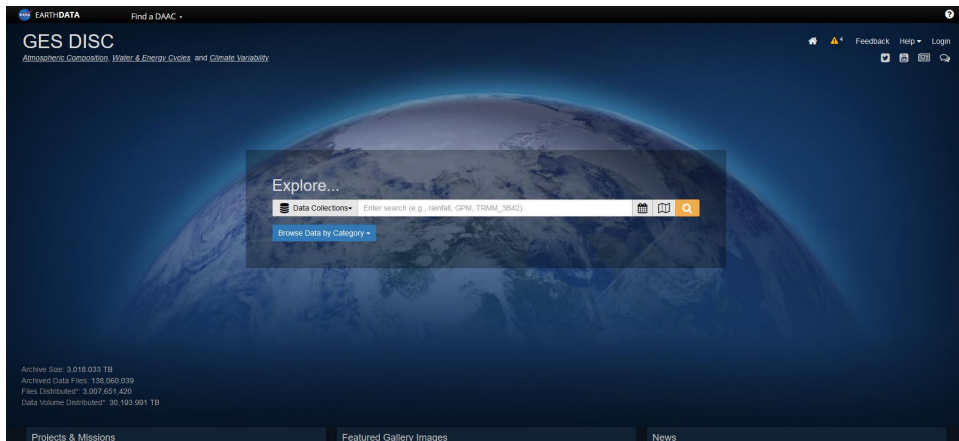 NASA EARTHDATA Find a DAAC ?
GES DISC
Atmospheric Composition, Water & Energy Cycles and Climate Variability
4 Feedback Help Login
Explore...
Data Collections Enter search (e.g., rainfall, GPM, TRMM_3B42)
Browse Data by Category
Archive Size: 3,018.033 TB
Archived Data Files: 138,060,039
Files Distributed*: 3,007,651,420
Data Volume Distributed*: 30,193.991 TB
Projects & Missions Featured Gallery Images News